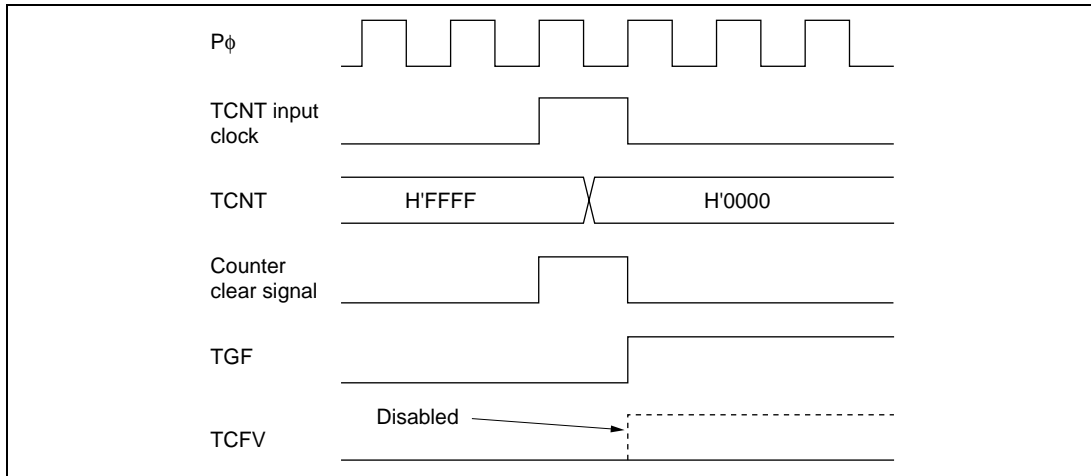 Pϕ
TCNT input
clock
TCNT
H'FFFF
H'0000
Counter
clear signal
TGF
Disabled
TCFV